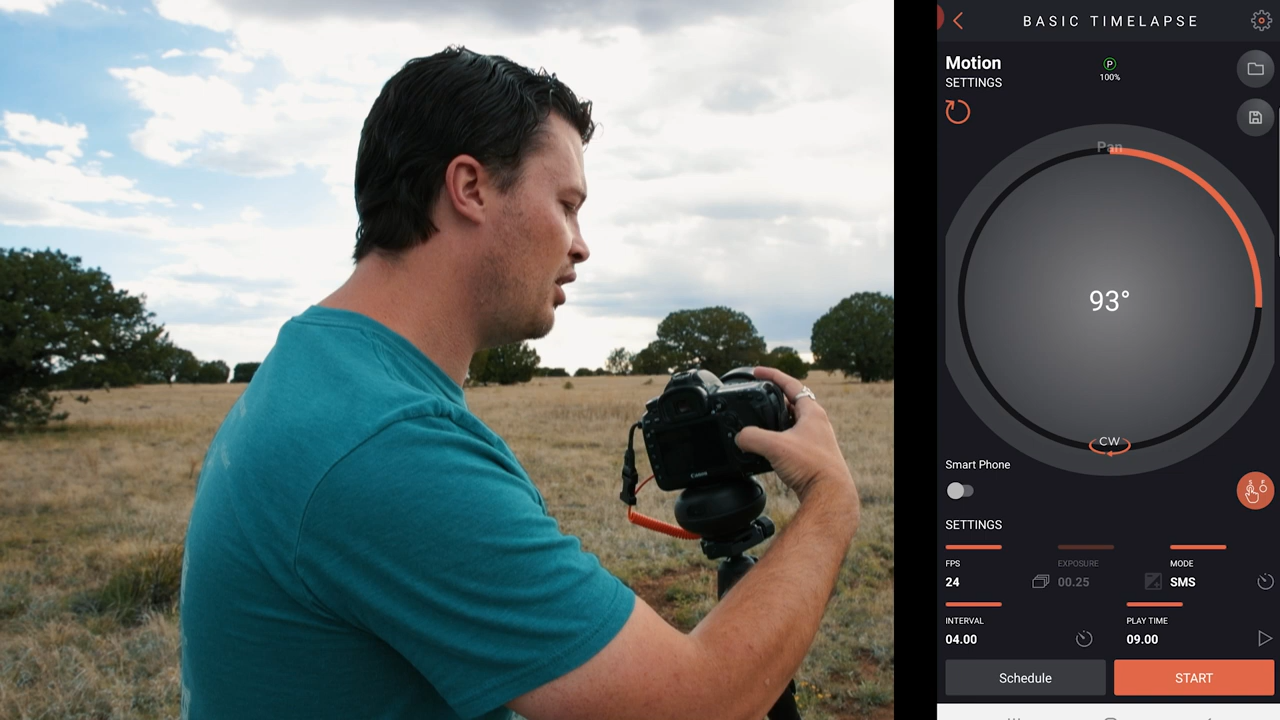 BASIC TIMELAPSE
Motion
SETTINGS
P
100%
Pan
93°
CW
Smart Phone
S F
SETTINGS
FPS
EXPOSURE
MODE
24
00.25
SMS
INTERVAL
PLAY TIME
04.00
09.00
Schedule
START
Canon